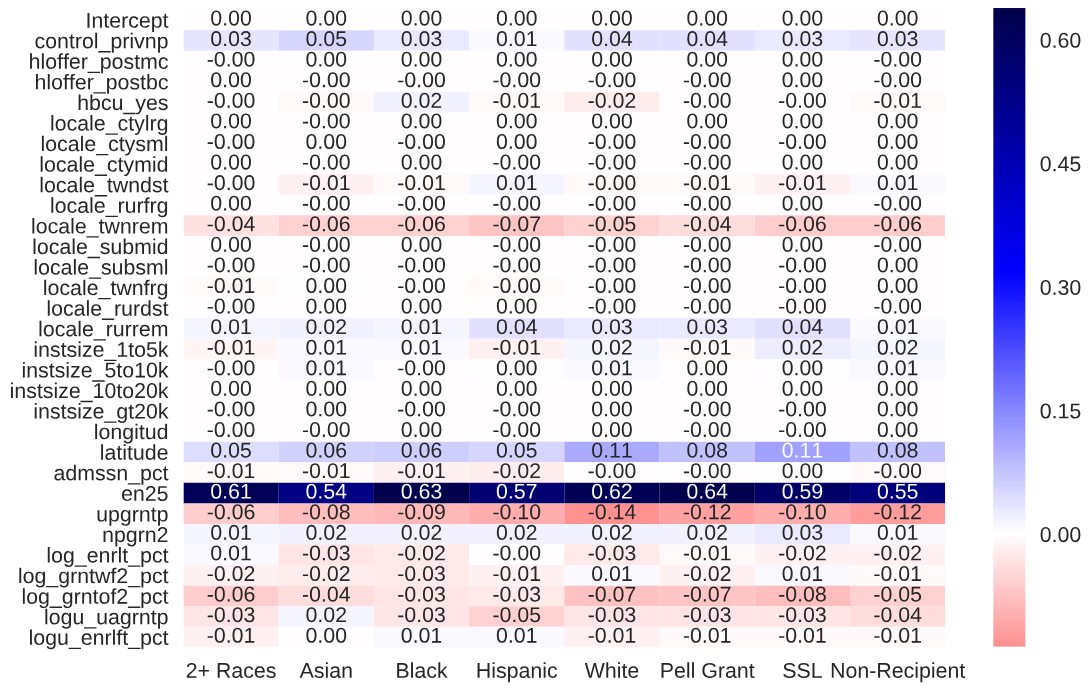 Intercept 0.00 0.00 0.00 0.00 0.00 0.00 0.00 0.00
control_privnp 0.03 0.05 0.03 0.01 0.04 0.04 0.03 0.03 0.60
hloffer_postmc -0.00 0.00 0.00 0.00 0.00 0.00 0.00 -0.00
hloffer_postbc 0.00 -0.00 0.00 -0.00 -0.00 -0.00 -0.00 0.00
hbcu_yes -0.00 -0.00 0.02 -0.01 -0.02 -0.00 -0.00 -0.01
locale_ctylrg 0.00 -0.00 0.00 0.00 0.00 0.00 0.00 0.00
locale_ctysml -0.00 0.00 -0.00 -0.00 0.00 -0.00 0.00 0.00
locale_ctymid 0.00 -0.00 0.00 -0.00 0.00 0.00 0.00 0.00 0.45
locale_twndst -0.00 -0.01 -0.01 0.01 -0.00 -0.01 -0.01 0.01
locale_rurfrg 0.00 -0.00 -0.00 0.00 -0.00 -0.00 -0.00 -0.00
locale_twnrem -0.04 -0.06 -0.06 -0.07 -0.05 -0.04 -0.06 -0.06
locale_submid 0.00 -0.00 0.00 -0.00 -0.00 0.00 -0.00 0.00
locale_subsml -0.00 0.00 -0.00 0.00 -0.00 -0.00 -0.00 -0.00
locale_twnfrg -0.01 0.00 -0.00 -0.00 0.00 -0.00 0.00 -0.00 0.30
locale_rurdst 0.00 -0.00 -0.00 -0.00 -0.00 -0.00 -0.00 -0.00
locale_rurrem 0.01 0.02 0.01 0.04 0.03 0.03 0.04 0.01
instsize_1to5k -0.01 0.01 0.01 -0.01 0.02 -0.01 0.02 0.02
instsize_5to10k -0.00 0.01 -0.00 0.00 0.01 0.00 0.00 0.01
instsize_10to20k 0.00 0.00 0.00 0.00 0.00 0.00 0.00 0.00
instsize_gt20k -0.00 0.00 -0.00 -0.00 0.00 0.00 0.00 -0.00 0.15
longitud -0.00 -0.00 0.00 -0.00 -0.00 -0.00 0.00 -0.00
latitude 0.05 0.06 0.06 0.05 0.11 0.08 0.11 0.08
admssn_pct -0.01 -0.01 -0.01 -0.02 -0.00 -0.00 0.00 -0.00
en25 0.61 0.54 0.63 0.57 0.62 0.64 0.59 0.55
upgrntp -0.06 -0.08 -0.09 -0.10 -0.14 -0.12 -0.10 -0.12
npgrn2 0.01 0.02 0.02 0.02 0.02 0.02 0.03 0.01 0.00
log_enrlt_pct 0.01 -0.03 -0.02 -0.00 -0.03 -0.01 -0.02 -0.02
log_grntwf2_pct -0.02 -0.02 -0.03 -0.01 0.01 -0.02 0.01 -0.01
log_grntof2_pct -0.06 -0.04 -0.03 -0.03 -0.07 -0.07 -0.08 -0.05
logu_uagrntp -0.03 0.02 -0.03 -0.05 -0.03 -0.03 -0.03 -0.04
logu_enrlft_pct -0.01 0.00 0.01 0.01 -0.01 -0.01 -0.01 -0.01
2+ Races Asian Black Hispanic White Pell Grant SSL Non-Recipient